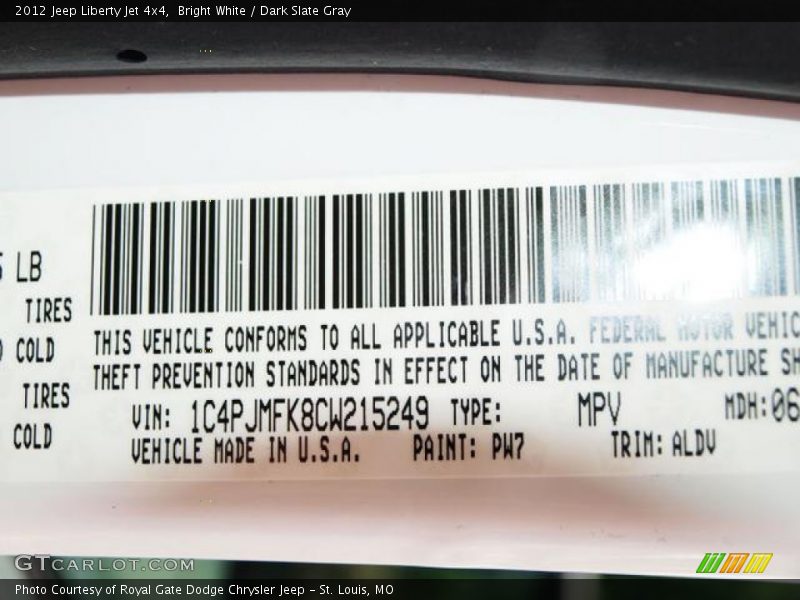 2012 Jeep Liberty Jet 4x4,  Bright White / Dark Slate Gray
LB
TIRES
COLD
TIRES
COLD
THIS VEHICLE CONFORMS TO ALL APPLICABLE U.S.A. FEDERAL MOTOR VEHIC
THEFT PREVENTION STANDARDS IN EFFECT ON THE DATE OF MANUFACTURE SH
VIN: 1C4PJMFK8CW215249 TYPE: MPV MDH: 06
VEHICLE MADE IN U.S.A. PAINT: PW7 TRIM: ALDV
GTCARLOT.COM
Photo Courtesy of Royal Gate Dodge Chrysler Jeep - St. Louis, MO